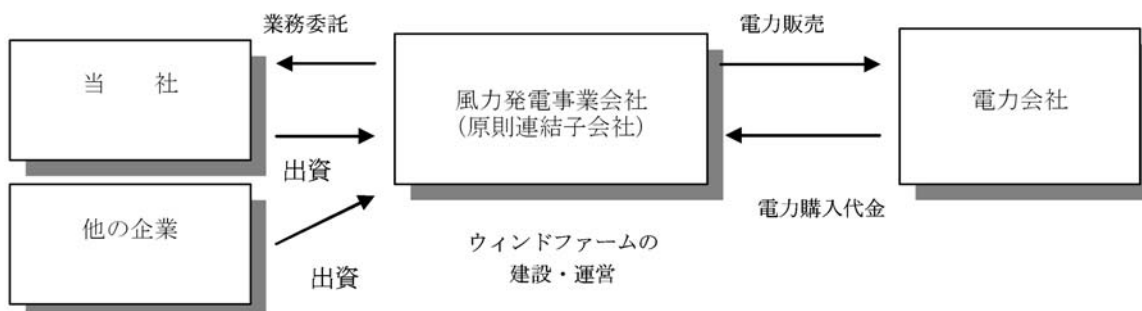 業務委託
電力販売
当　　社
風力発電事業会社
(原則連結子会社)
電力会社
出資
他の企業
電力購入代金
ウィンドファームの
建設・運営
出資